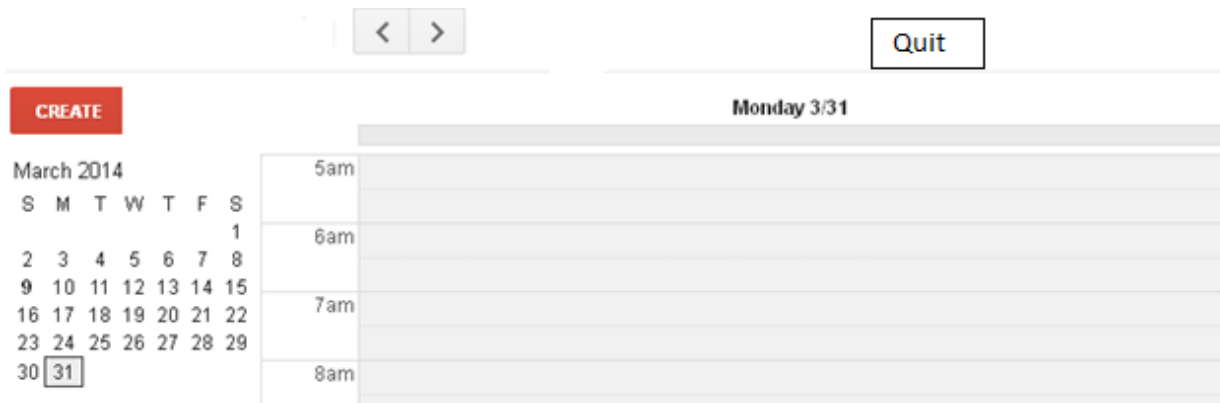 Quit
CREATE
Monday 3/31
March 2014
S M T W T F S
1
2 3 4 5 6 7 8
9 10 11 12 13 14 15
16 17 18 19 20 21 22
23 24 25 26 27 28 29
30 31
5am
6am
7am
8am